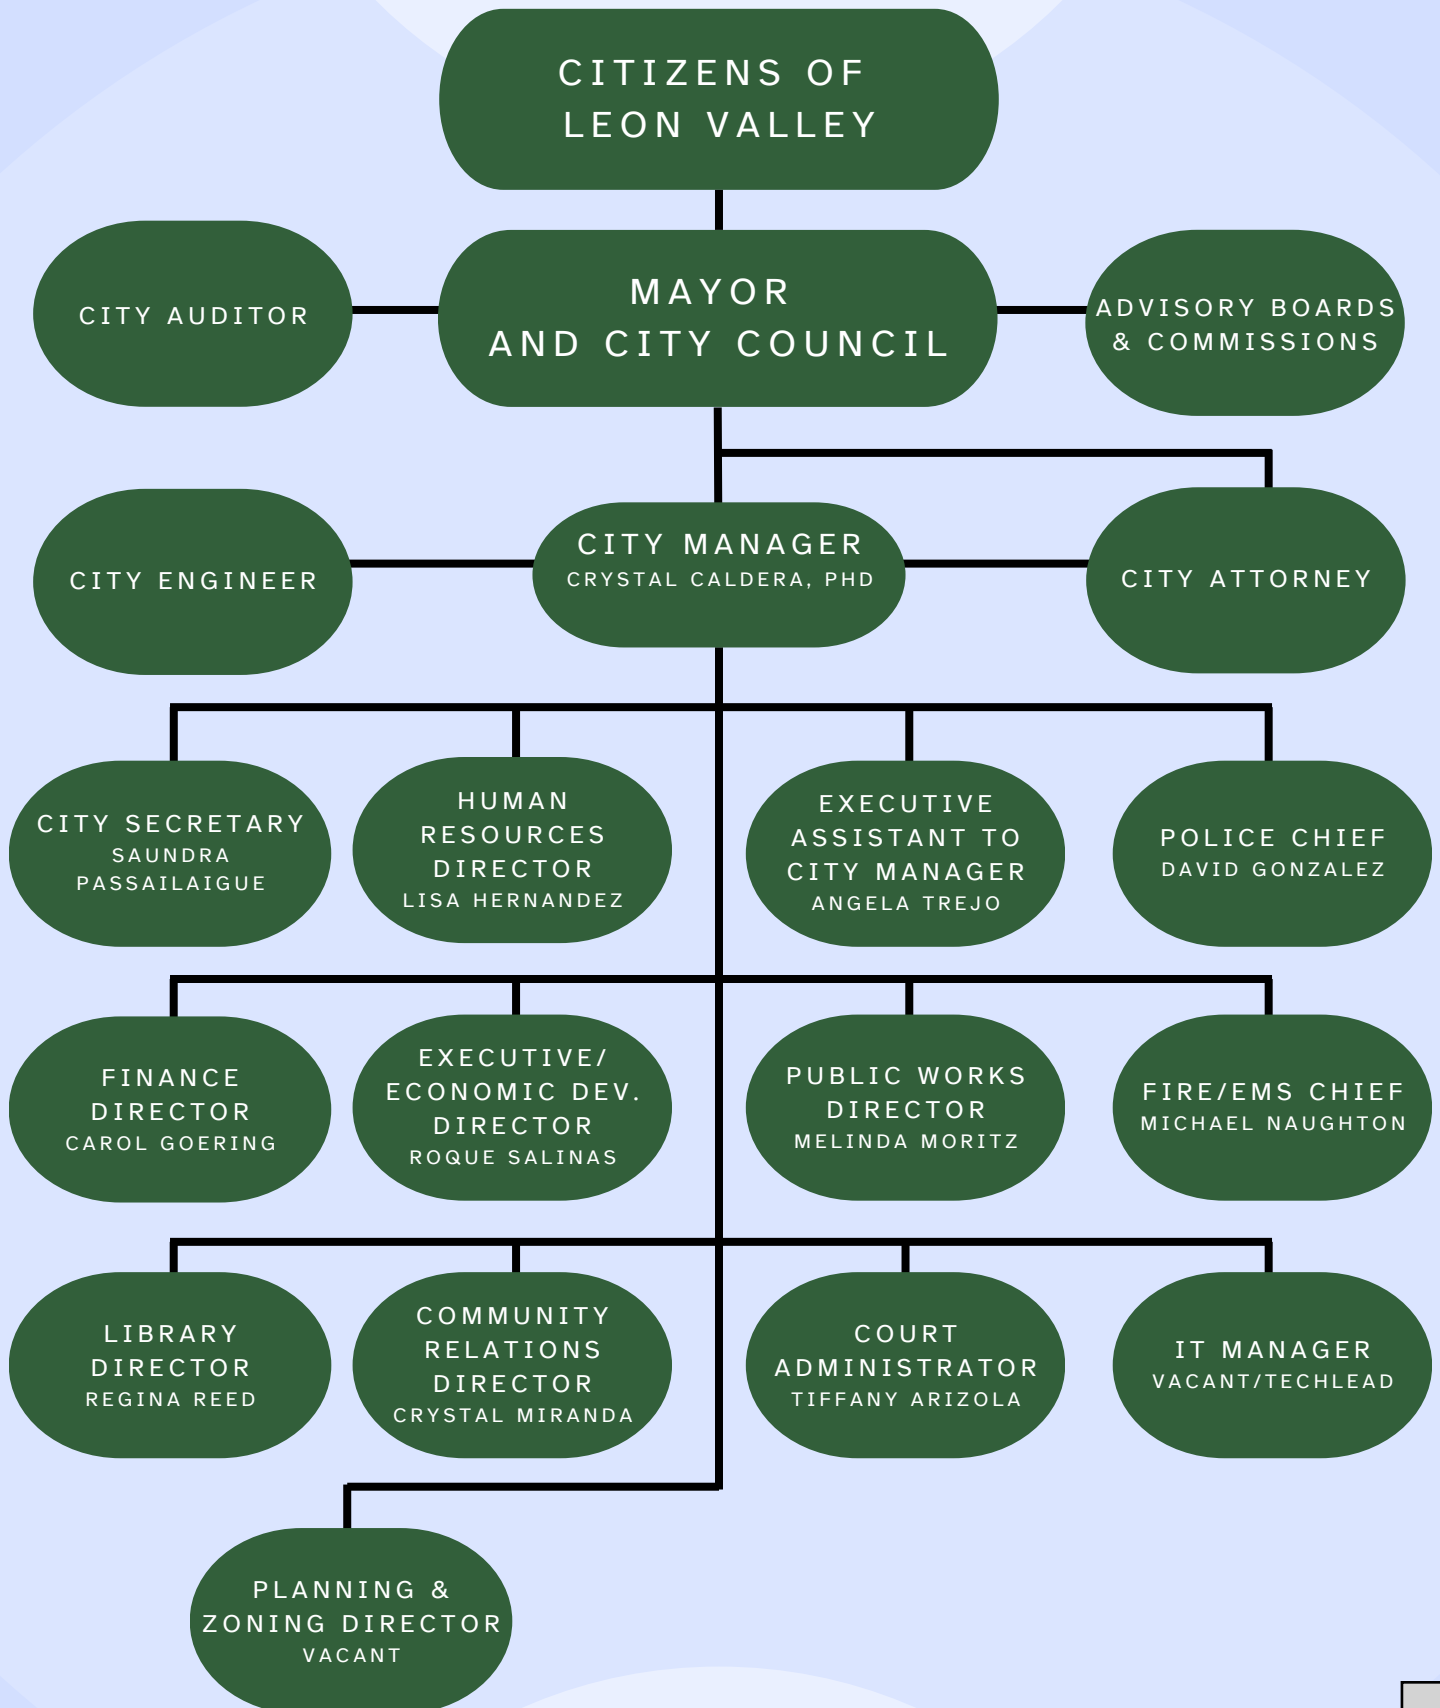 CITIZENS OF
LEON VALLEY
CITY AUDITOR
MAYOR
AND CITY COUNCIL
ADVISORY BOARDS
& COMMISSIONS
CITY ENGINEER
CITY MANAGER
CRYSTAL CALDERA, PHD
CITY ATTORNEY
CITY SECRETARY
SAUNDRA
PASSAILAIGUE
HUMAN
RESOURCES
DIRECTOR
LISA HERNANDEZ
EXECUTIVE
ASSISTANT TO
CITY MANAGER
ANGELA TREJO
POLICE CHIEF
DAVID GONZALEZ
FINANCE
DIRECTOR
CAROL GOERING
EXECUTIVE/
ECONOMIC DEV.
DIRECTOR
ROQUE SALINAS
PUBLIC WORKS
DIRECTOR
MELINDA MORITZ
FIRE/EMS CHIEF
MICHAEL NAUGHTON
LIBRARY
DIRECTOR
REGINA REED
COMMUNITY
RELATIONS
DIRECTOR
CRYSTAL MIRANDA
COURT
ADMINISTRATOR
TIFFANY ARIZOLA
IT MANAGER
VACANT/TECHLEAD
PLANNING &
ZONING DIRECTOR
VACANT